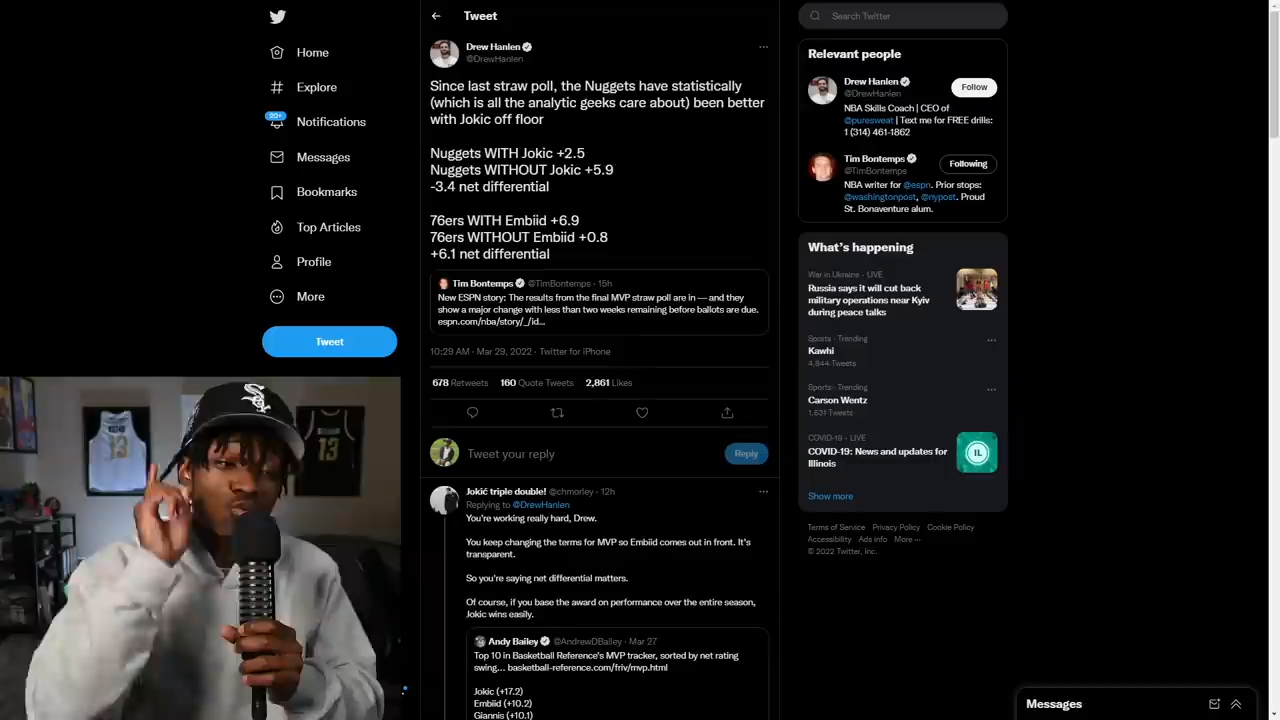 Home
Explore
20+
Notifications
Messages
Bookmarks
Top Articles
Profile
More
Tweet
Tweet
Drew Hanlen
@DrewHanlen
Since last straw poll, the Nuggets have statistically
(which is all the analytic geeks care about) been better
with Jokic off floor
Nuggets WITH Jokic +2.5
Nuggets WITHOUT Jokic +5.9
-3.4 net differential
76ers WITH Embiid +6.9
76ers WITHOUT Embiid +0.8
+6.1 net differential
Tim Bontemps @TimBontemps · 15h
New ESPN story: The results from the final MVP straw poll are in — and they
show a major change with less than two weeks remaining before ballots are due.
espn.com/nba/story/_/id...
10:29 AM · Mar 29, 2022 · Twitter for iPhone
678 Retweets 160 Quote Tweets 2,861 Likes
Tweet your reply
Reply
Jokić triple double! @chmorley · 12h
Replying to @DrewHanlen
You're working really hard, Drew.
You keep changing the terms for MVP so Embiid comes out in front. It's
transparent.
So you're saying net differential matters.
Of course, if you base the award on performance over the entire season,
Jokic wins easily.
Andy Bailey @AndrewDBailey · Mar 27
Top 10 in Basketball Reference's MVP tracker, sorted by net rating
swing... basketball-reference.com/friv/mvp.html
Jokic (+17.2)
Embiid (+10.2)
Giannis (+10.1)
Search Twitter
Relevant people
Drew Hanlen
@DrewHanlen
Follow
NBA Skills Coach | CEO of
@puresweat | Text me for FREE drills:
1 (314) 461-1862
Tim Bontemps
@TimBontemps
Following
NBA writer for @espn. Prior stops:
@washingtonpost, @nypost. Proud
St. Bonaventure alum.
What's happening
War in Ukraine · LIVE
Russia says it will cut back
military operations near Kyiv
during peace talks
Sports · Trending
Kawhi
4,844 Tweets
Sports · Trending
Carson Wentz
1,631 Tweets
COVID-19 · LIVE
COVID-19: News and updates for
Illinois
IL
Show more
Terms of Service Privacy Policy Cookie Policy
Accessibility Ads info More ···
© 2022 Twitter, Inc.
Messages
13
13